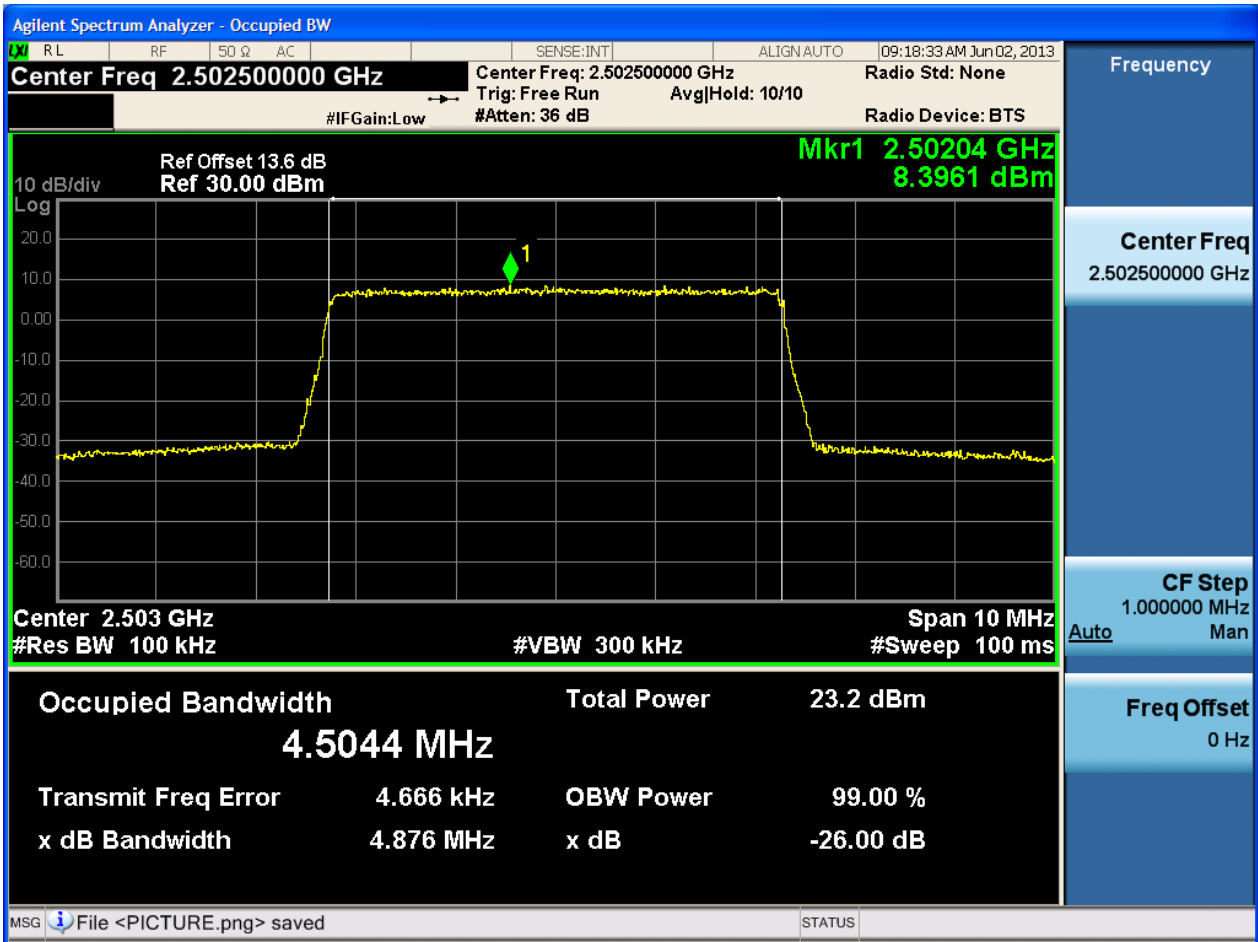 Agilent Spectrum Analyzer - Occupied BW
LXI RL RF 50 Ω AC SENSE:INT ALIGN AUTO 09:18:33 AM Jun 02, 2013
Center Freq 2.502500000 GHz
Center Freq: 2.502500000 GHz Radio Std: None
Trig: Free Run Avg|Hold: 10/10
#IFGain:Low #Atten: 36 dB Radio Device: BTS
Frequency
Mkr1 2.50204 GHz
8.3961 dBm
Ref Offset 13.6 dB
10 dB/div Ref 30.00 dBm
Log
20.0
10.0
0.00
-10.0
-20.0
-30.0
-40.0
-50.0
-60.0
1
Center 2.503 GHz Span 10 MHz
#Res BW 100 kHz #VBW 300 kHz #Sweep 100 ms
Center Freq
2.502500000 GHz
CF Step
1.000000 MHz
Auto Man
Freq Offset
0 Hz
Occupied Bandwidth Total Power 23.2 dBm
4.5044 MHz
Transmit Freq Error 4.666 kHz OBW Power 99.00 %
x dB Bandwidth 4.876 MHz x dB -26.00 dB
MSG File <PICTURE.png> saved STATUS